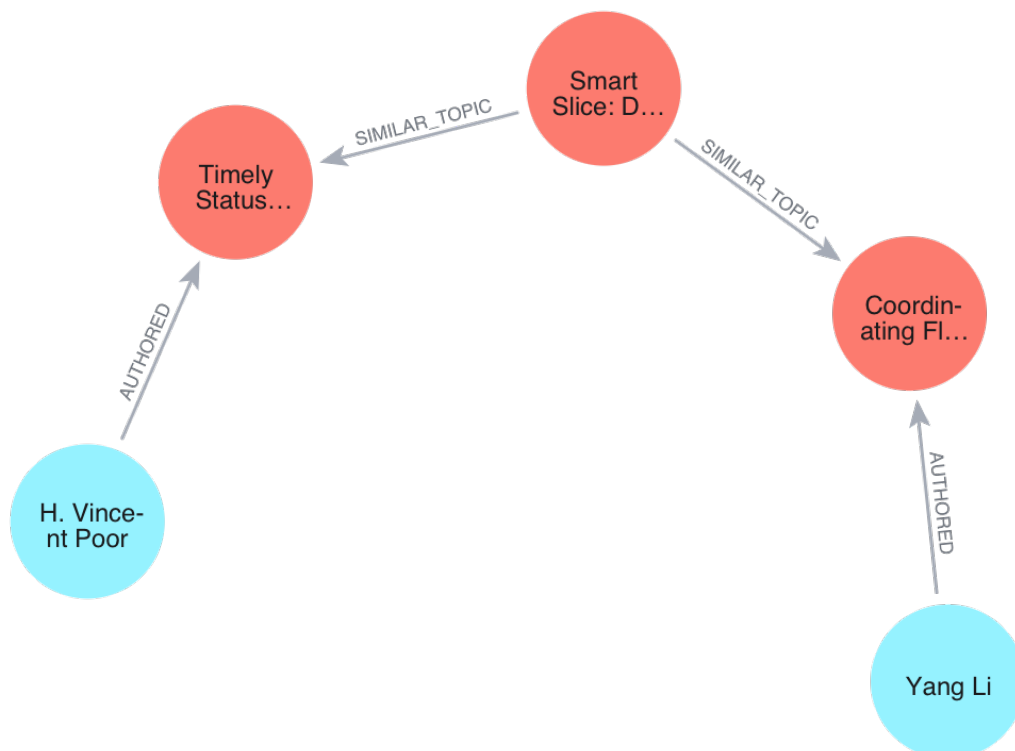 Smart
Slice: D...
SIMILAR_TOPIC
SIMILAR_TOPIC
Timely
Status...
Coordin-
ating Fl...
AUTHORED
AUTHORED
H. Vince-
nt Poor
Yang Li